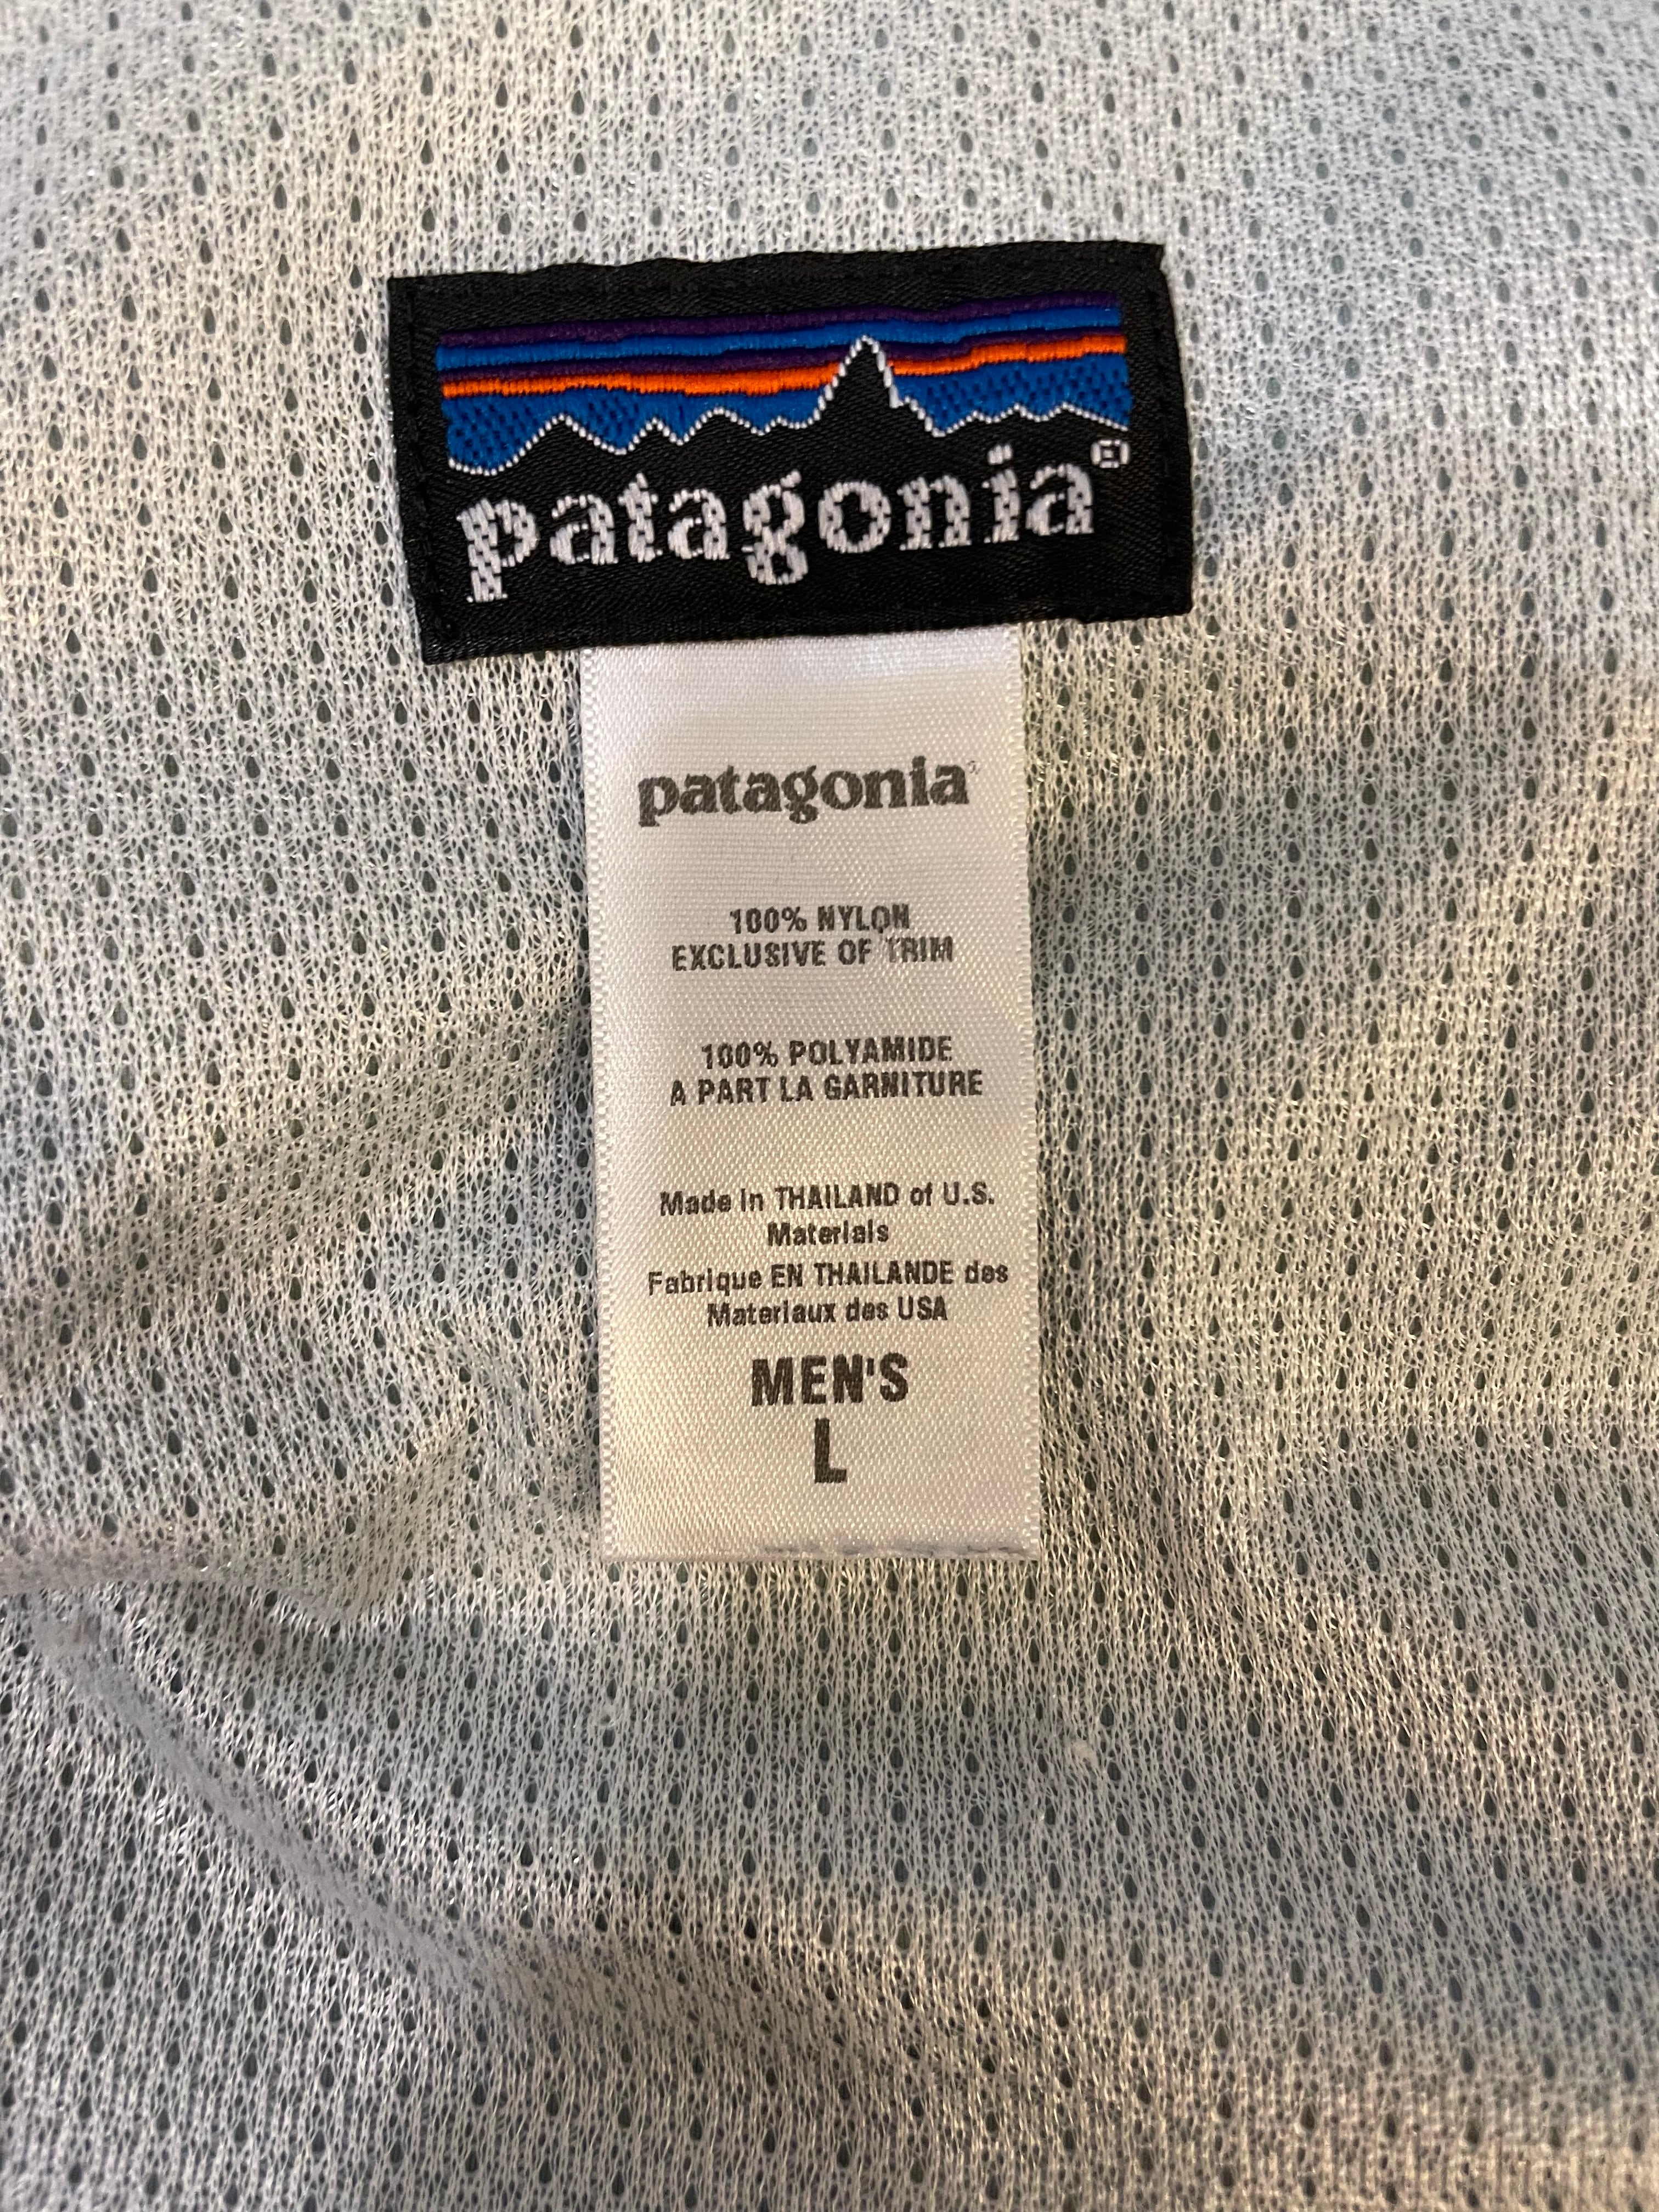 patagonia®
patagonia®
100% NYLON
EXCLUSIVE OF TRIM
100% POLYAMIDE
A PART LA GARNITURE
Made in THAILAND of U.S.
Materials
Fabrique EN THAILANDE des
Materiaux des USA
MEN'S
L